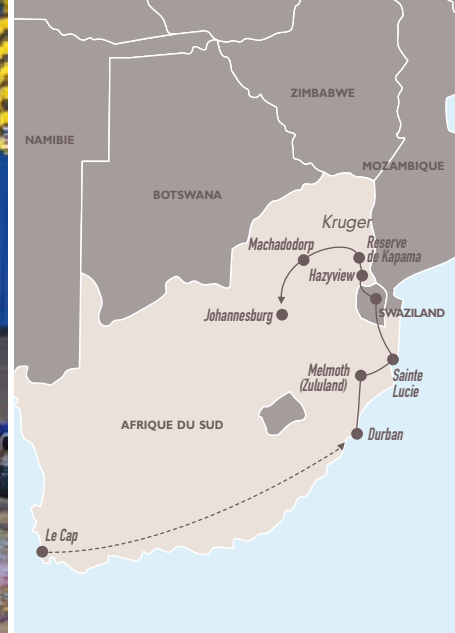 ZIMBABWE
NAMIBIE
MOZAMBIQUE
BOTSWANA
Kruger
Machadodorp
Reserve
de Kapama
Hazyview
Johannesburg
SWAZILAND
Melmoth
(Zululand)
Sainte
Lucie
AFRIQUE DU SUD
Durban
Le Cap